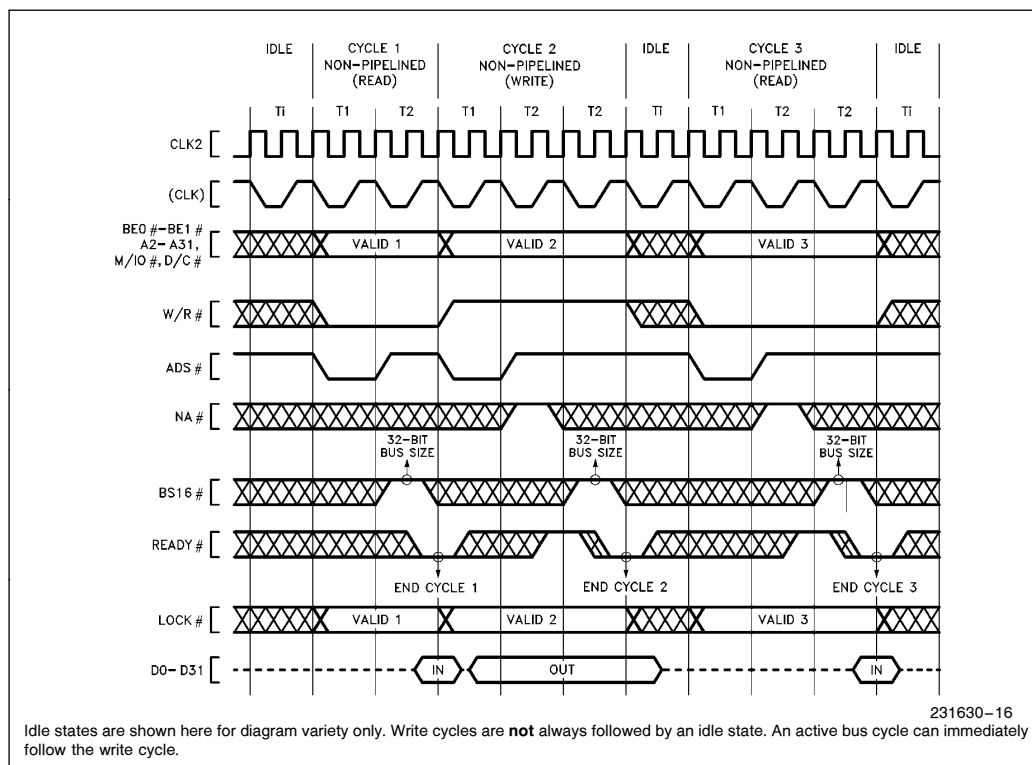 IDLE CYCLE 1 CYCLE 2 IDLE CYCLE 3 IDLE
NON-PIPELINED NON-PIPELINED NON-PIPELINED
(READ) (WRITE) (READ)
Ti T1 T2 T1 T2 T2 Ti T1 T2 T2 Ti
CLK2
(CLK)
BE0 #-BE1 #
A2-A31,
M/IO #, D/C #
VALID 1 VALID 2 VALID 3
W/R #
ADS #
NA #
32-BIT 32-BIT 32-BIT
BUS SIZE BUS SIZE BUS SIZE
BS16 #
READY #
END CYCLE 1 END CYCLE 2 END CYCLE 3
LOCK # VALID 1 VALID 2 VALID 3
D0-D31 IN OUT IN
231630-16
Idle states are shown here for diagram variety only. Write cycles are not always followed by an idle state. An active bus cycle can immediately
follow the write cycle.